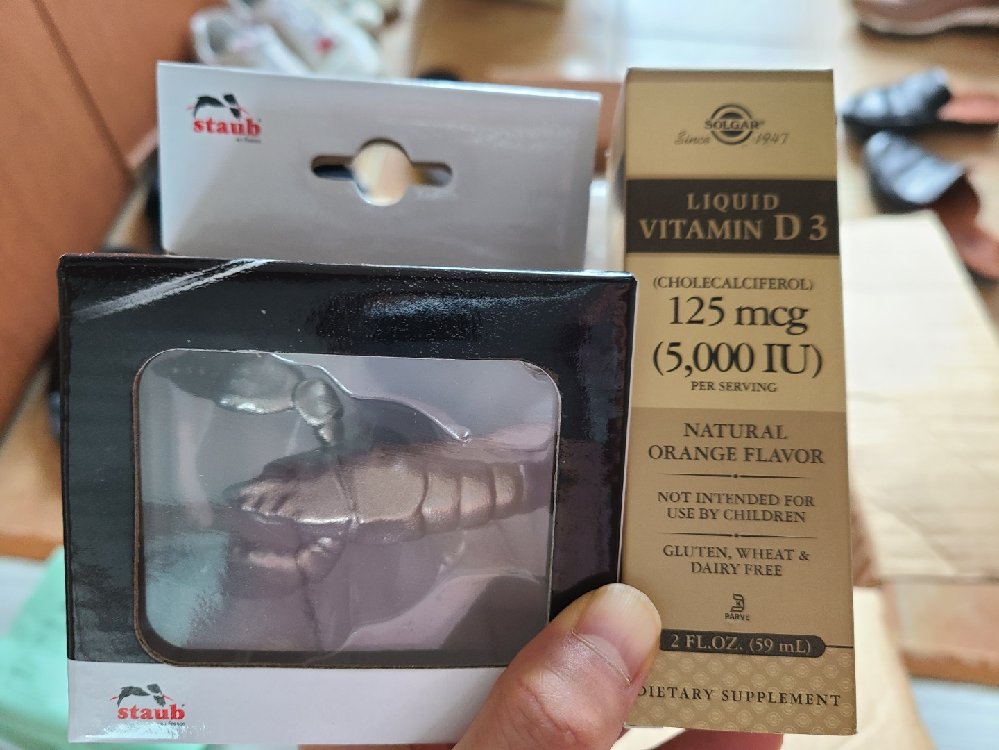 staub
SOLGAR®
Since 1947
LIQUID
VITAMIN D3
(CHOLECALCIFEROL)
125 mcg
(5,000 IU)
PER SERVING
NATURAL
ORANGE FLAVOR
NOT INTENDED FOR
USE BY CHILDREN
GLUTEN, WHEAT &
DAIRY FREE
PARVE
2 FL.OZ. (59 mL)
DIETARY SUPPLEMENT
staub